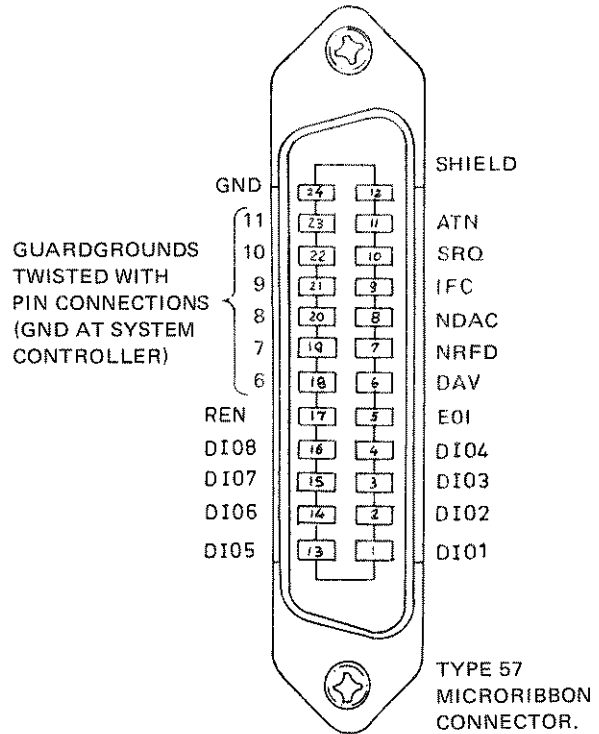 SHIELD
GND 24 12
11 23 11 ATN
10 22 10 SRQ
9 21 9 IFC
8 20 8 NDAC
7 19 7 NRFD
6 18 6 DAV
GUARDGROUNDS
TWISTED WITH
PIN CONNECTIONS
(GND AT SYSTEM
CONTROLLER)
REN 17 5 EOI
DIO8 16 4 DIO4
DIO7 15 3 DIO3
DIO6 14 2 DIO2
DIO5 13 1 DIO1
TYPE 57
MICRORIBBON
CONNECTOR.